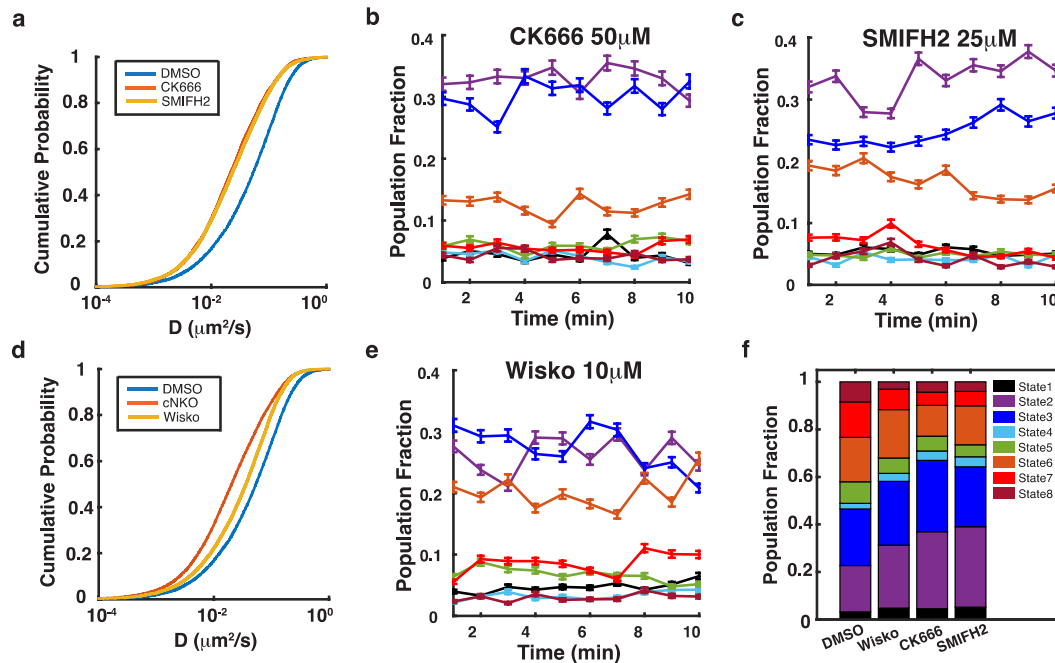 a
1
0.8
0.6
0.4
0.2
0
Cumulative Probability
DMSO
CK666
SMIFH2
10⁻⁴
10⁻²
10⁰
D (μm²/s)
b
CK666 50μM
0.4
0.3
0.2
0.1
0
Population Fraction
2
4
6
8
10
Time (min)
c
SMIFH2 25μM
0.4
0.3
0.2
0.1
0
Population Fraction
2
4
6
8
10
Time (min)
d
1
0.8
0.6
0.4
0.2
0
Cumulative Probability
DMSO
cNKO
Wisko
10⁻⁴
10⁻²
10⁰
D (μm²/s)
e
Wisko 10μM
0.4
0.3
0.2
0.1
0
Population Fraction
2
4
6
8
10
Time (min)
f
1
0.8
0.6
0.4
0.2
0
Population Fraction
DMSO
Wisko
CK666
SMIFH2
State1
State2
State3
State4
State5
State6
State7
State8